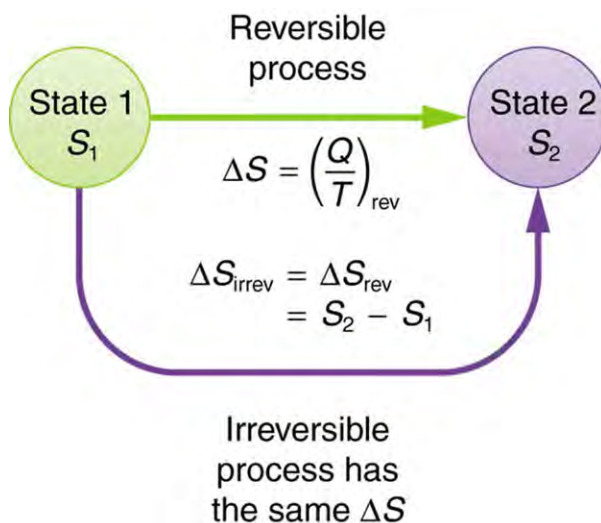 Reversible
process
State 1
S₁
State 2
S₂
ΔS = (Q/T)rev
ΔSirrev = ΔSrev
= S₂ − S₁
Irreversible
process has
the same ΔS